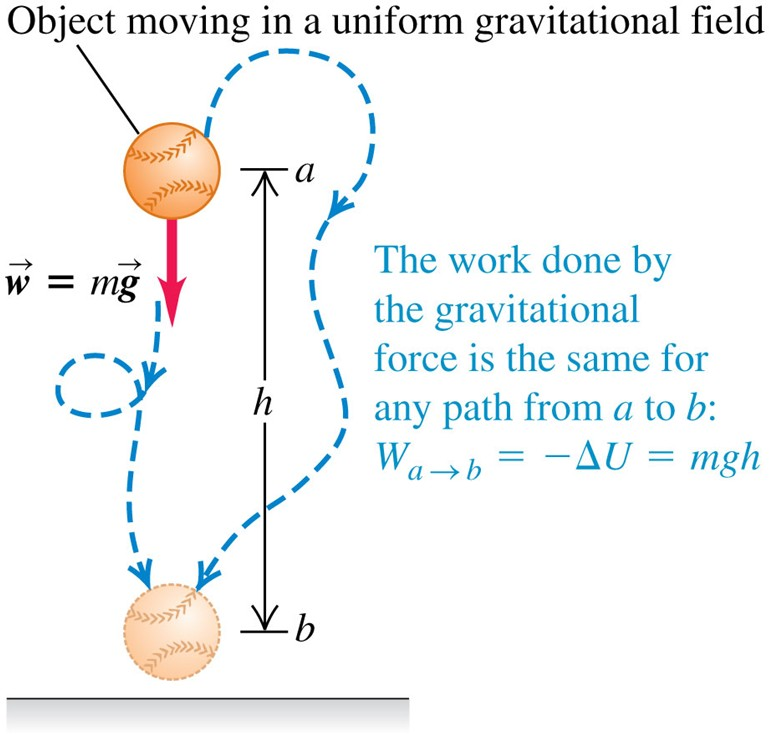 Object moving in a uniform gravitational field
a
w⃗ = mg⃗
The work done by
the gravitational
force is the same for
any path from a to b:
W_{a→b} = −ΔU = mgh
h
b